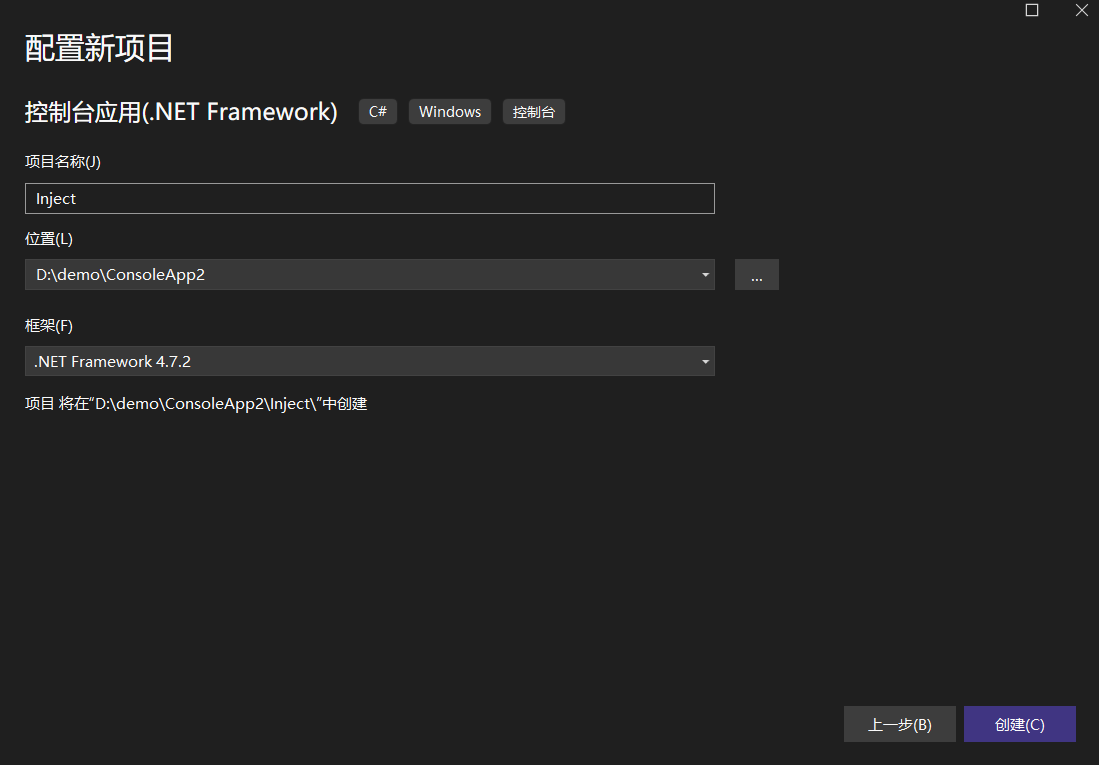 配置新项目
控制台应用(.NET Framework) C# Windows 控制台
项目名称(J)
Inject
位置(L)
D:\demo\ConsoleApp2
...
框架(F)
.NET Framework 4.7.2
项目 将在“D:\demo\ConsoleApp2\Inject\”中创建
上一步(B) 创建(C)